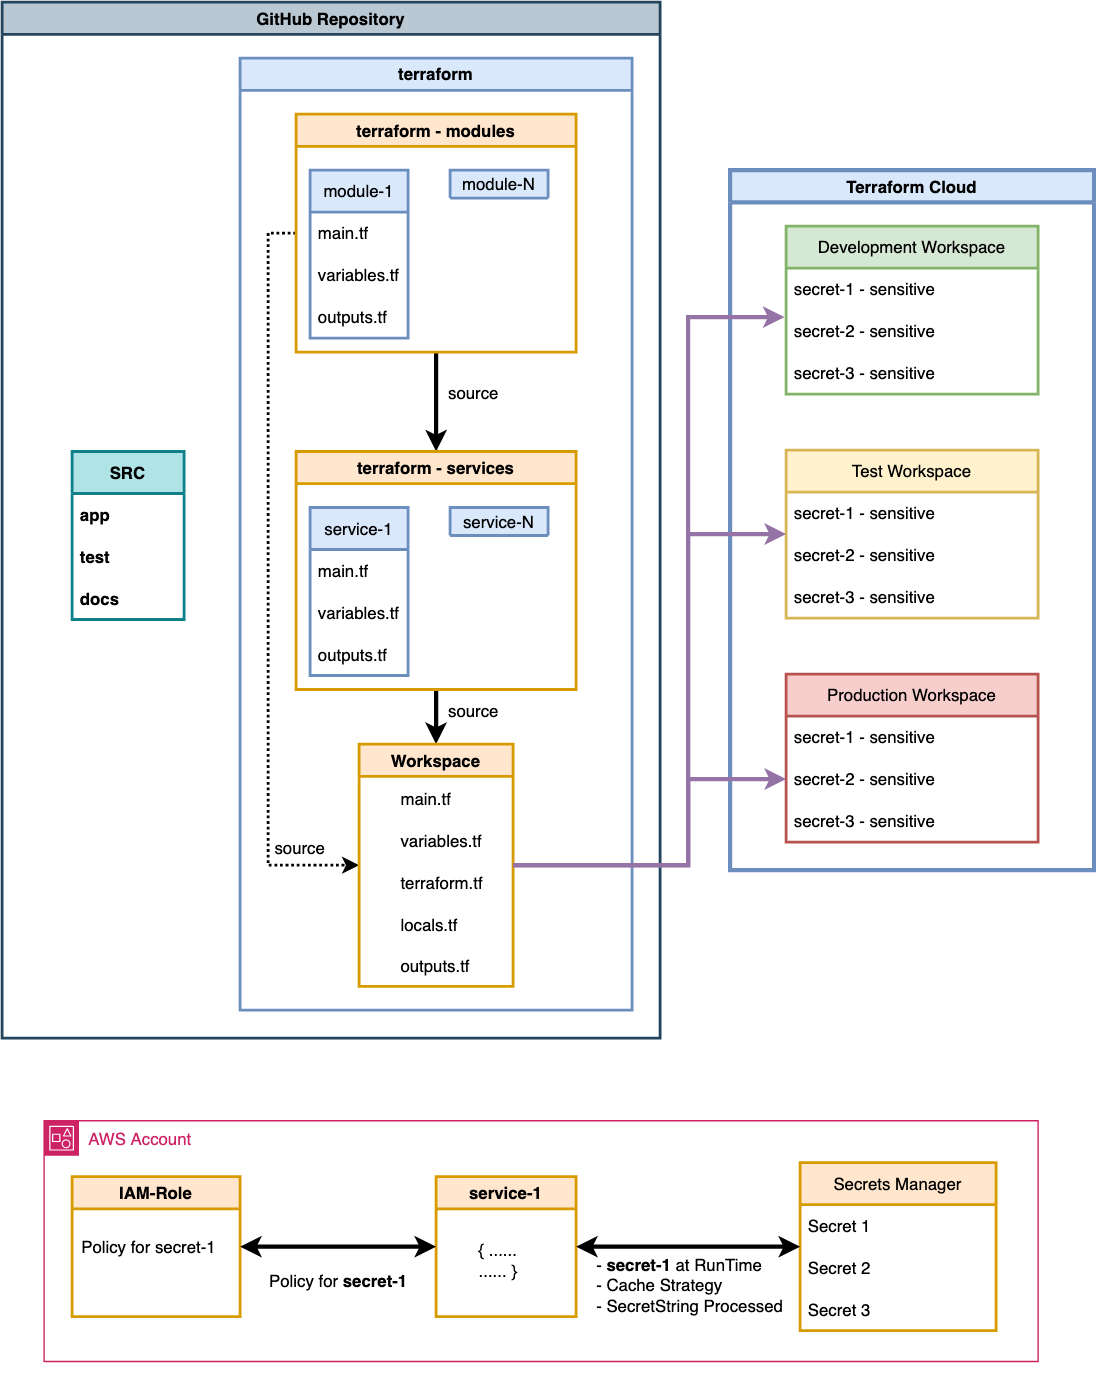 GitHub Repository
terraform
terraform - modules
module-1
module-N
main.tf
variables.tf
outputs.tf
source
SRC
app
test
docs
terraform - services
service-1
service-N
main.tf
variables.tf
outputs.tf
source
Workspace
main.tf
variables.tf
terraform.tf
locals.tf
outputs.tf
source
Terraform Cloud
Development Workspace
secret-1 - sensitive
secret-2 - sensitive
secret-3 - sensitive
Test Workspace
secret-1 - sensitive
secret-2 - sensitive
secret-3 - sensitive
Production Workspace
secret-1 - sensitive
secret-2 - sensitive
secret-3 - sensitive
AWS Account
IAM-Role
Policy for secret-1
Policy for secret-1
service-1
{ ......
...... }
- secret-1 at RunTime
- Cache Strategy
- SecretString Processed
Secrets Manager
Secret 1
Secret 2
Secret 3